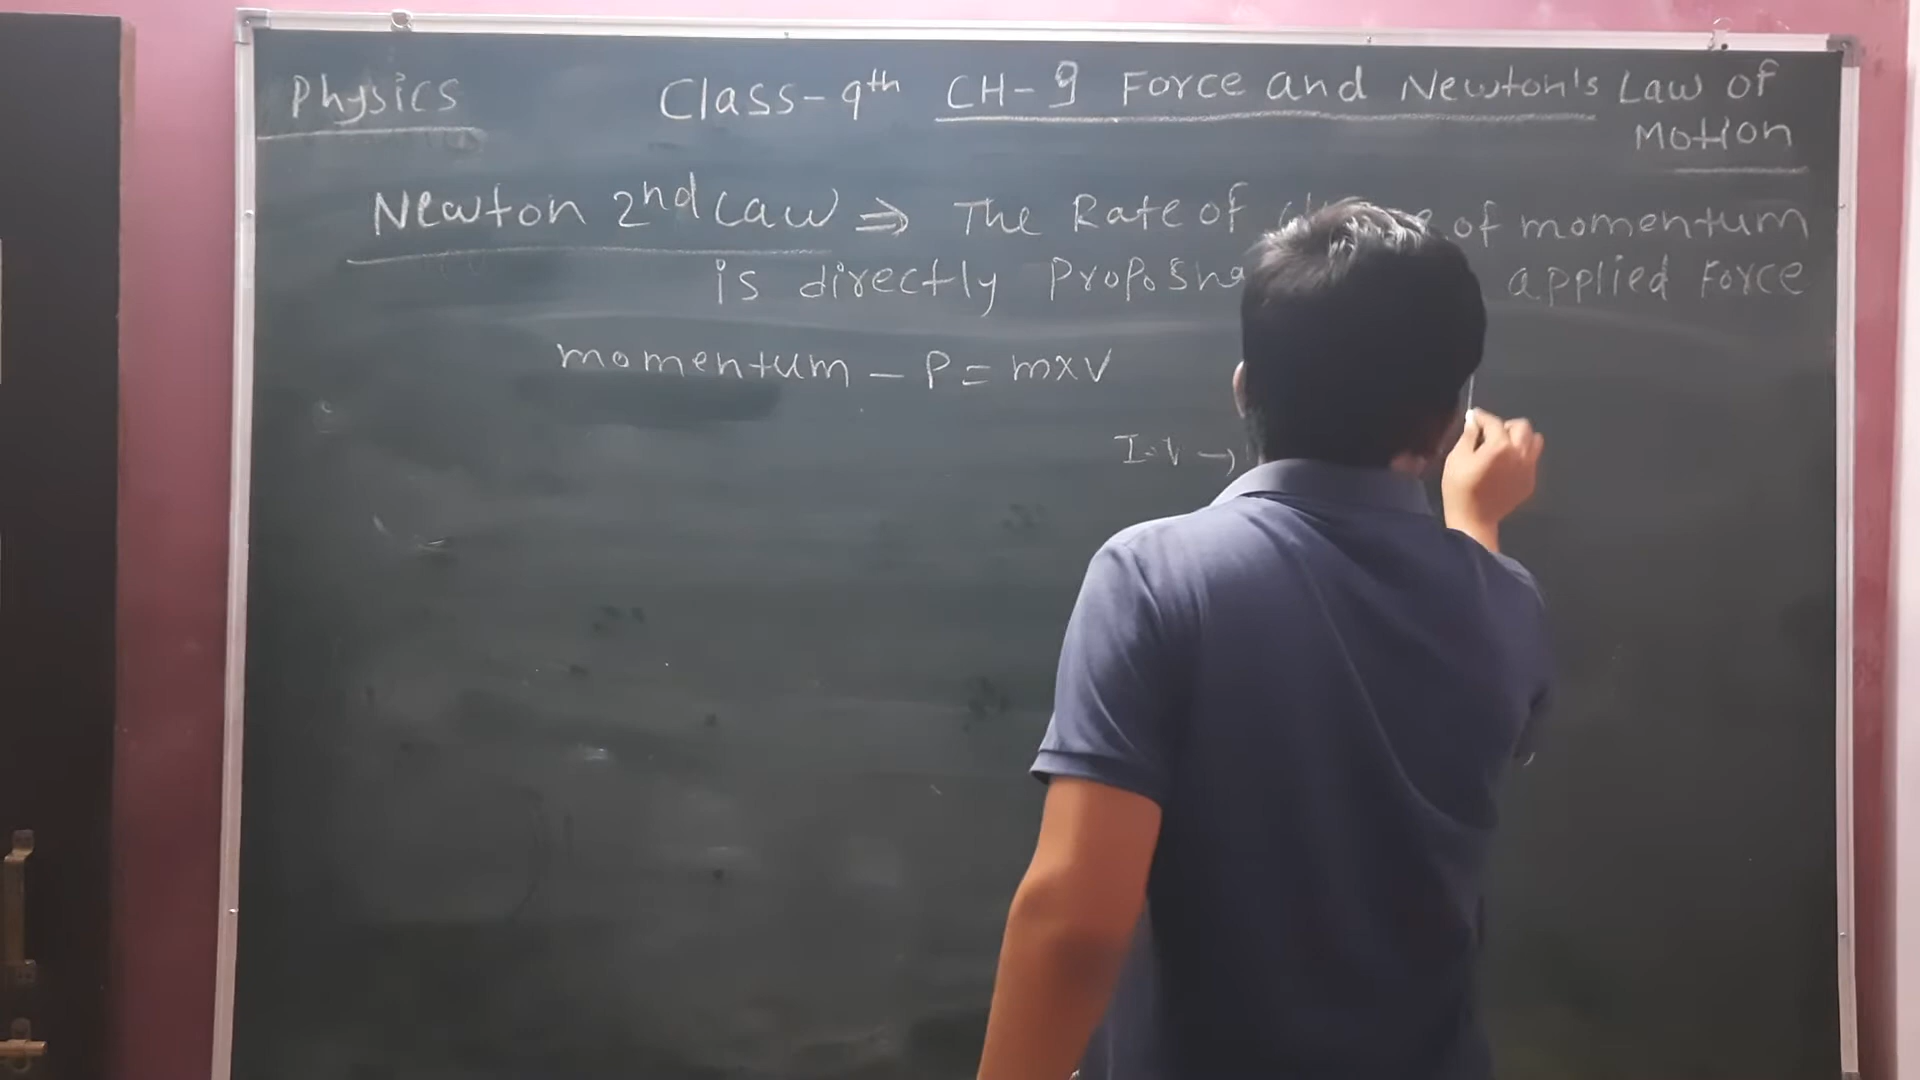 Physics Class-9th CH-9 Force and Newton's Law of
Motion
Newton 2nd Law ⇒ The Rate of of momentum
is directly applied Force
momentum - P = m×v
I.V →